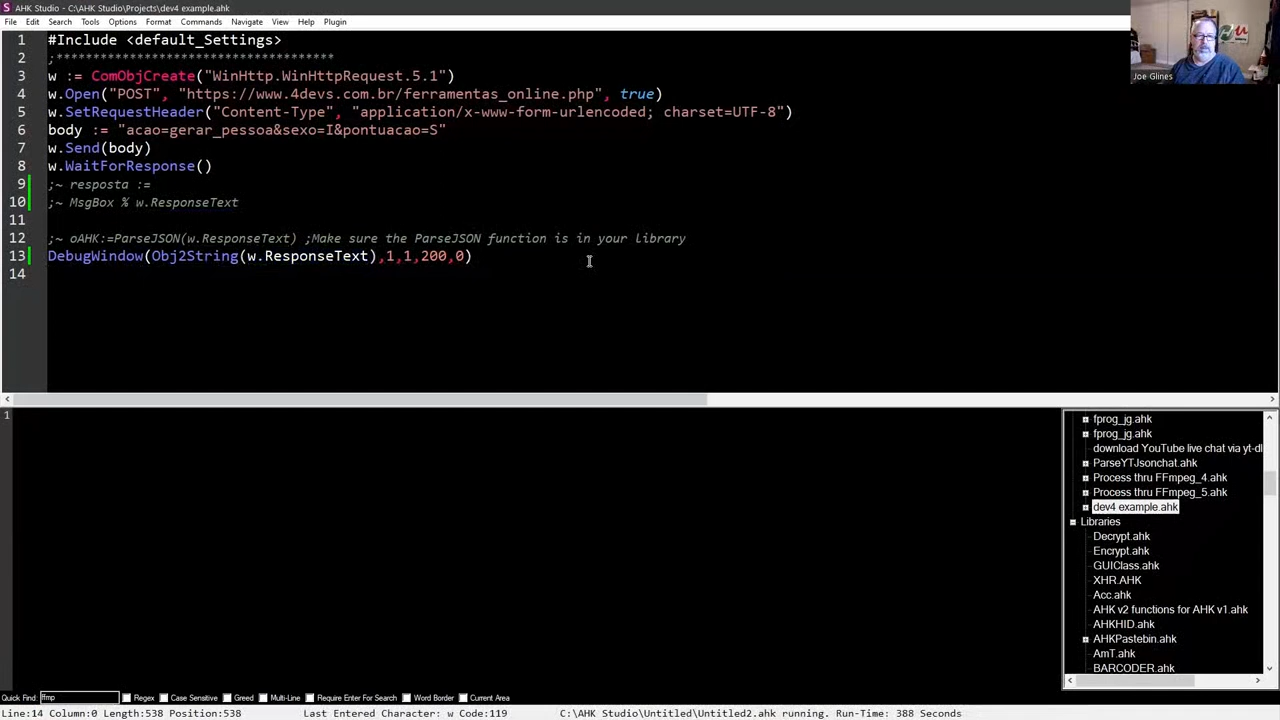 AHK Studio - C:\AHK Studio\Projects\dev4 example.ahk
File Edit Search Tools Options Format Commands Navigate View Help Plugin
Joe Glines
1 #Include <default_Settings>
2 ;**************************************
3 w := ComObjCreate("WinHttp.WinHttpRequest.5.1")
4 w.Open("POST", "https://www.4devs.com.br/ferramentas_online.php", true)
5 w.SetRequestHeader("Content-Type", "application/x-www-form-urlencoded; charset=UTF-8")
6 body := "acao=gerar_pessoa&sexo=I&pontuacao=S"
7 w.Send(body)
8 w.WaitForResponse()
9 ;~ resposta :=
10 ;~ MsgBox % w.ResponseText
11
12 ;~ oAHK:=ParseJSON(w.ResponseText) ;Make sure the ParseJSON function is in your library
13 DebugWindow(Obj2String(w.ResponseText),1,1,200,0)
14
1
fprog_jg.ahk
fprog_jg.ahk
download YouTube live chat via yt-dl
ParseYTJsonchat.ahk
Process thru FFmpeg_4.ahk
Process thru FFmpeg_5.ahk
dev4 example.ahk
Libraries
Decrypt.ahk
Encrypt.ahk
GUIClass.ahk
XHR.AHK
Acc.ahk
AHK v2 functions for AHK v1.ahk
AHKHID.ahk
AHKPastebin.ahk
AmT.ahk
BARCODER.ahk
Quick Find: ffmp Regex Case Sensitive Greed Multi-Line Require Enter For Search Word Border Current Area
Line:14 Column:0 Length:538 Position:538 Last Entered Character: w Code:119 C:\AHK Studio\Untitled\Untitled2.ahk running. Run-Time: 388 Seconds